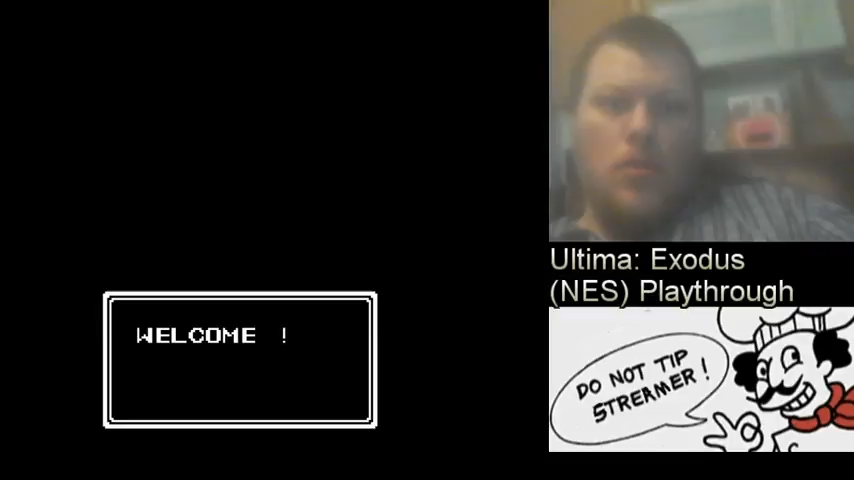 WELCOME !
Ultima: Exodus
(NES) Playthrough
DO NOT TIP
STREAMER!